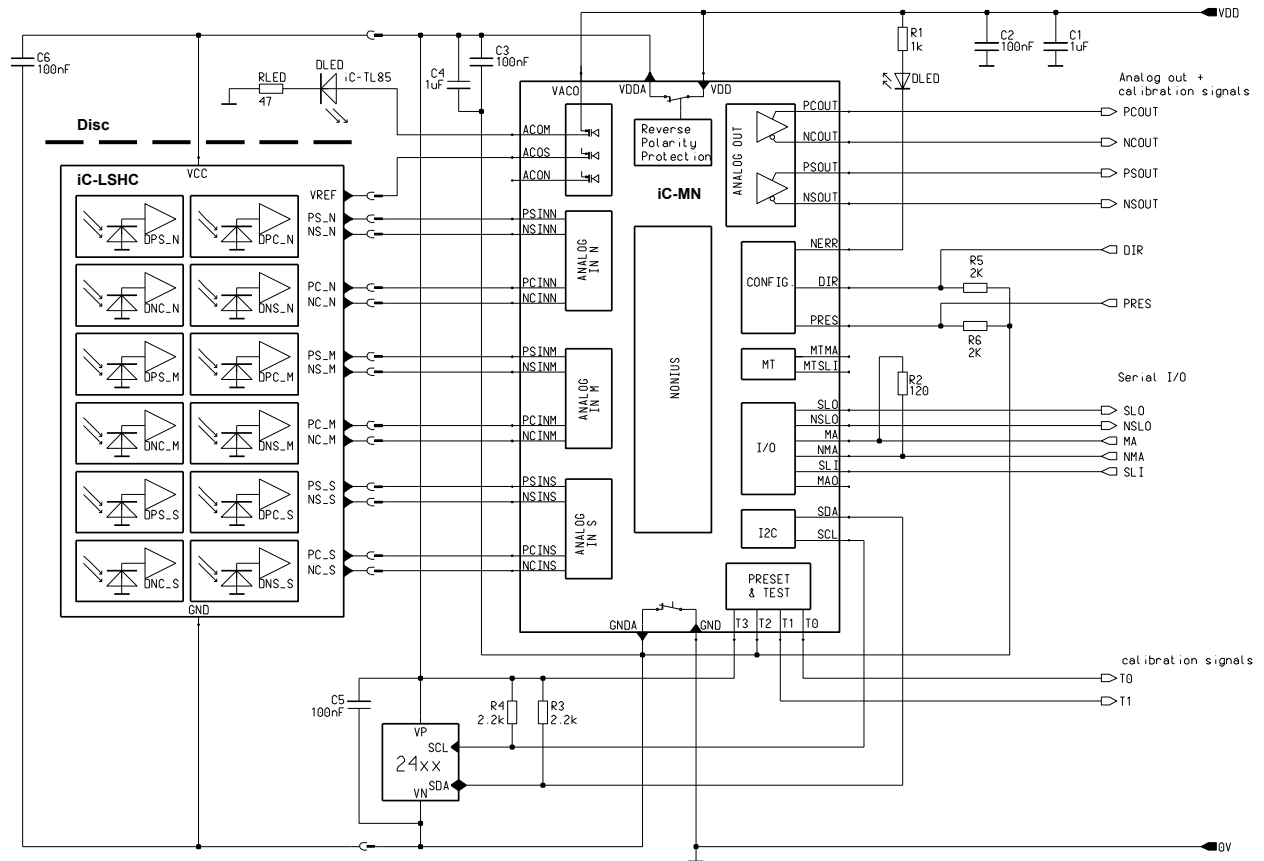 VDD
C6
100nF
RLED
47
DLED
iC-TL85
C4
1uF
C3
100nF
R1
1k
DLED
C2
100nF
C1
1uF
Disc
iC-LSHC
VCC
VREF
PS_N
NS_N
PC_N
NC_N
PS_M
NS_M
PC_M
NC_M
PS_S
NS_S
PC_S
NC_S
DPS_N
DPC_N
DNC_N
DNS_N
DPS_M
DPC_M
DNC_M
DNS_M
DPS_S
DPC_S
DNC_S
DNS_S
GND
VACO
VDDA
VDD
ACOM
ACOS
ACON
Reverse
Polarity
Protection
iC-MN
NONIUS
PSINN
NSINN
PCINN
NCINN
ANALOG
IN N
PSINM
NSINM
PCINM
NCINM
ANALOG
IN M
PSINS
NSINS
PCINS
NCINS
ANALOG
IN S
ANALOG OUT
PCOUT
NCOUT
PSOUT
NSOUT
CONFIG.
NERR
DIR
PRES
MT
MTMA
MTSLI
I/O
SLO
NSLO
MA
NMA
SLI
MAO
I2C
SDA
SCL
PRESET
& TEST
GNDA
GND
T3
T2
T1
T0
Analog out +
calibration signals
PCOUT
NCOUT
PSOUT
NSOUT
DIR
R5
2K
PRES
R6
2K
R2
120
Serial I/O
SLO
NSLO
MA
NMA
SLI
calibration signals
T0
T1
C5
100nF
R4
2.2k
R3
2.2k
VP
SCL
24xx
SDA
VN
0V